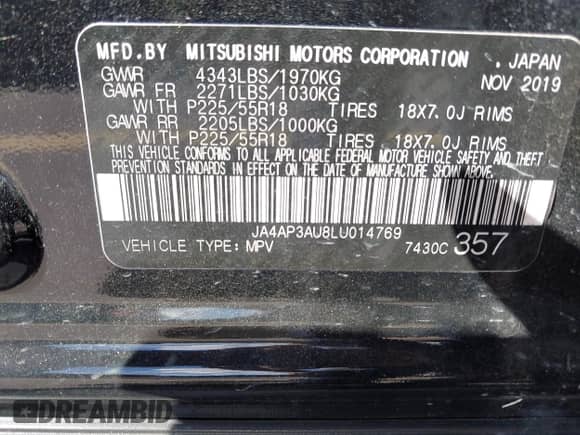 MFD.BY MITSUBISHI MOTORS CORPORATION , JAPAN
GVWR 4343LBS/1970KG NOV 2019
GAWR FR 2271LBS/1030KG
WITH P225/55R18 TIRES 18X7.0J RIMS
GAWR RR 2205LBS/1000KG
WITH P225/55R18 TIRES 18X7.0J RIMS
THIS VEHICLE CONFORMS TO ALL APPLICABLE FEDERAL MOTOR VEHICLE SAFETY AND THEFT
PREVENTION STANDARDS IN EFFECT ON THE DATE OF MANUFACTURE SHOWN ABOVE.
JA4AP3AU8LU014769
VEHICLE TYPE: MPV 7430C 357
DREAMBID